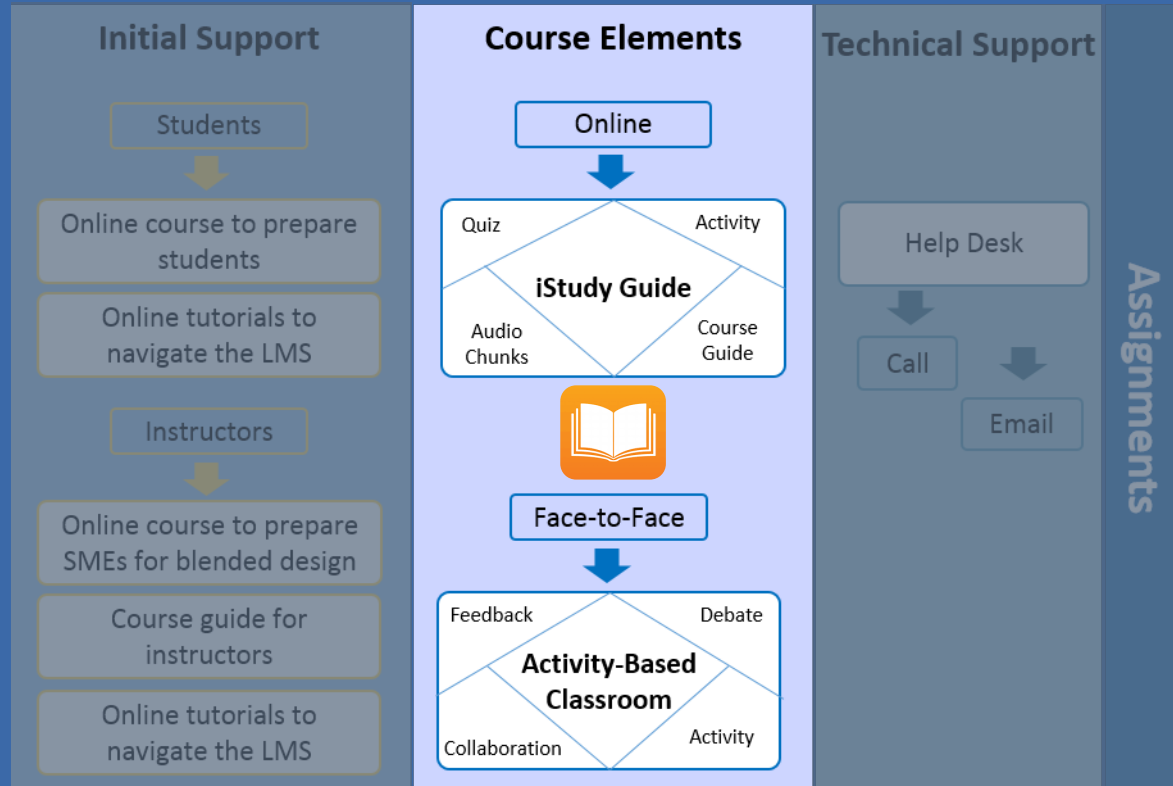 Initial Support
Students
Online course to prepare
students
Online tutorials to
navigate the LMS
Instructors
Online course to prepare
SMEs for blended design
Course guide for
instructors
Online tutorials to
navigate the LMS
Course Elements
Online
Quiz
Activity
iStudy Guide
Audio
Chunks
Course
Guide
Face-to-Face
Feedback
Debate
Activity-Based
Classroom
Collaboration
Activity
Technical Support
Help Desk
Call
Email
Assignments